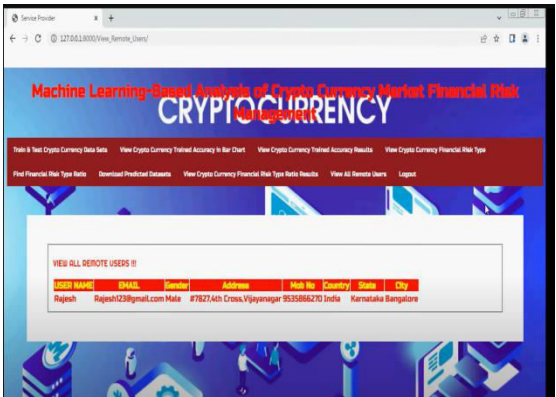 Service Provider
127.0.0.1:8000/View_Remote_Users/
Machine Learning-Based Analysis of Crypto Currency Market Financial Risk
Management
CRYPTOCURRENCY
Train & Test Crypto Currency Data Sets View Crypto Currency Trained Accuracy in Bar Chart View Crypto Currency Trained Accuracy Results View Crypto Currency Financial Risk Type
Find Financial Risk Type Ratio Download Predicted Datasets View Crypto Currency Financial Risk Type Ratio Results View All Remote Users Logout
VIEW ALL REMOTE USERS !!!
USER NAME EMAIL Gender Address Mob No Country State City
Rajesh Rajesh123@gmail.com Male #7827,4th Cross,Vijayanagar 9535866270 India Karnataka Bangalore